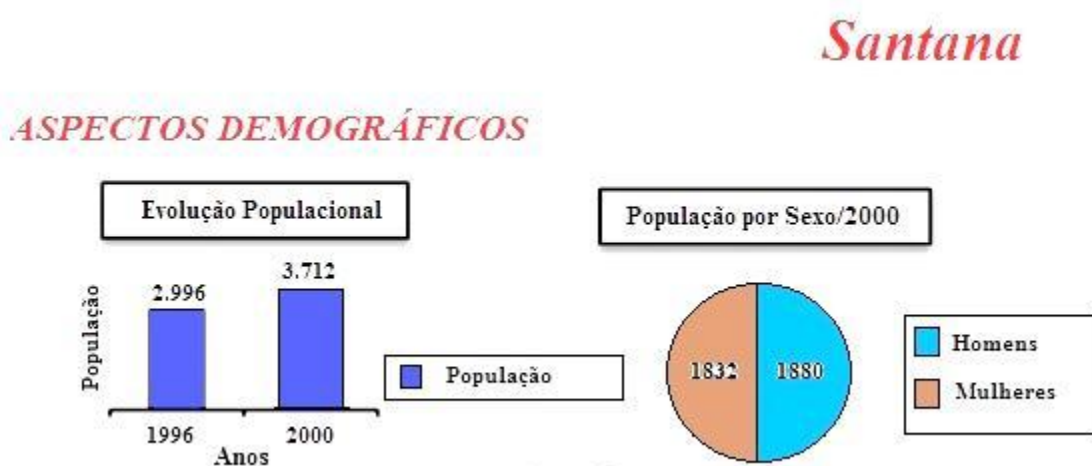 Santana
ASPECTOS DEMOGRÁFICOS
Evolução Populacional
População
2.996
3.712
1996
2000
Anos
População
População por Sexo/2000
1832
1880
Homens
Mulheres